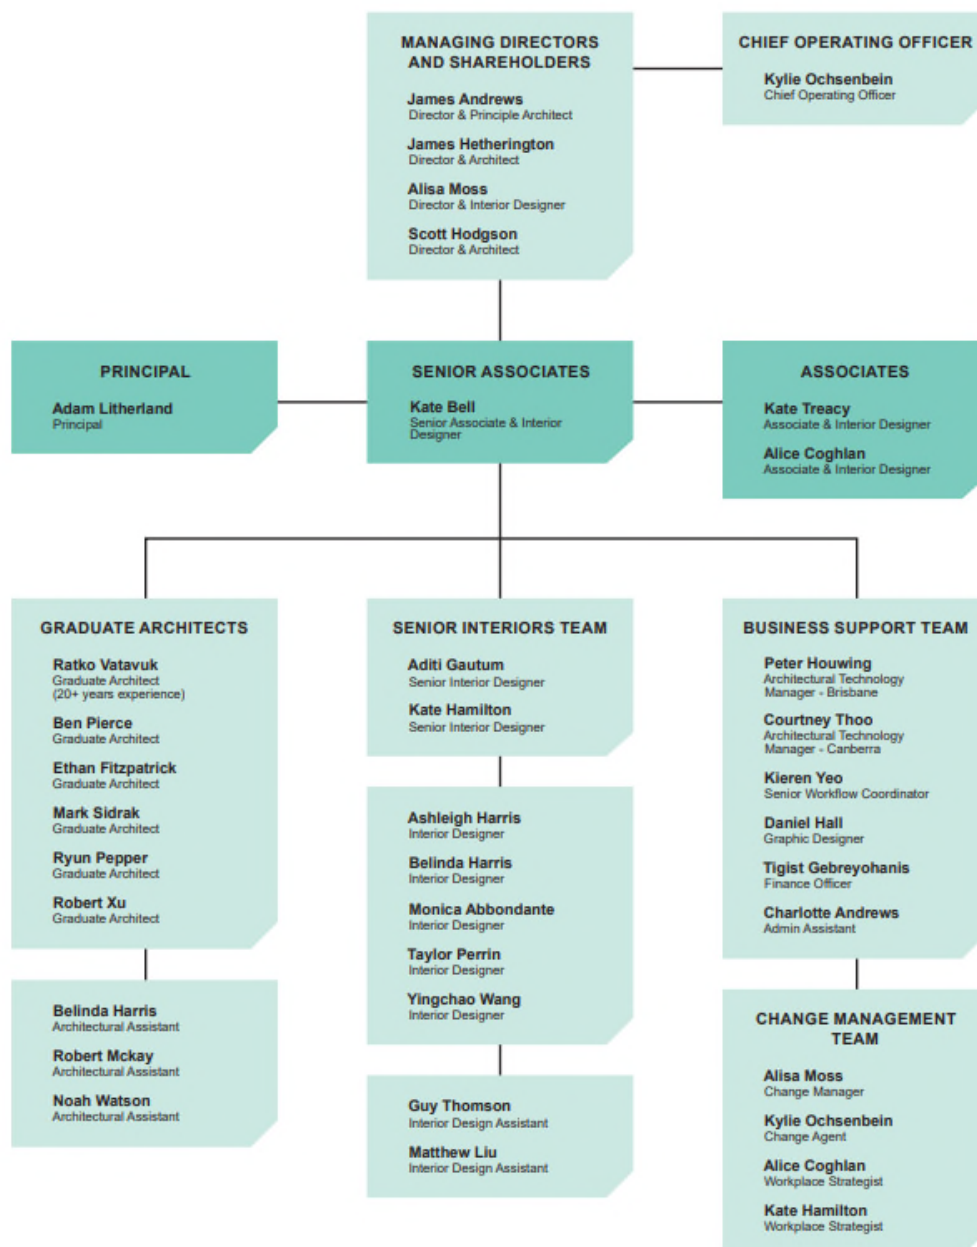 MANAGING DIRECTORS
AND SHAREHOLDERS
James Andrews
Director & Principle Architect
James Hetherington
Director & Architect
Alisa Moss
Director & Interior Designer
Scott Hodgson
Director & Architect
CHIEF OPERATING OFFICER
Kylie Ochsenbein
Chief Operating Officer
PRINCIPAL
Adam Litherland
Principal
SENIOR ASSOCIATES
Kate Bell
Senior Associate & Interior
Designer
ASSOCIATES
Kate Treacy
Associate & Interior Designer
Alice Coghlan
Associate & Interior Designer
GRADUATE ARCHITECTS
Ratko Vatavuk
Graduate Architect
(20+ years experience)
Ben Pierce
Graduate Architect
Ethan Fitzpatrick
Graduate Architect
Mark Sidrak
Graduate Architect
Ryun Pepper
Graduate Architect
Robert Xu
Graduate Architect
Belinda Harris
Architectural Assistant
Robert Mckay
Architectural Assistant
Noah Watson
Architectural Assistant
SENIOR INTERIORS TEAM
Aditi Gautum
Senior Interior Designer
Kate Hamilton
Senior Interior Designer
Ashleigh Harris
Interior Designer
Belinda Harris
Interior Designer
Monica Abbondante
Interior Designer
Taylor Perrin
Interior Designer
Yingchao Wang
Interior Designer
Guy Thomson
Interior Design Assistant
Matthew Liu
Interior Design Assistant
BUSINESS SUPPORT TEAM
Peter Houwing
Architectural Technology
Manager - Brisbane
Courtney Thoo
Architectural Technology
Manager - Canberra
Kieren Yeo
Senior Workflow Coordinator
Daniel Hall
Graphic Designer
Tigist Gebreyohanis
Finance Officer
Charlotte Andrews
Admin Assistant
CHANGE MANAGEMENT
TEAM
Alisa Moss
Change Manager
Kylie Ochsenbein
Change Agent
Alice Coghlan
Workplace Strategist
Kate Hamilton
Workplace Strategist